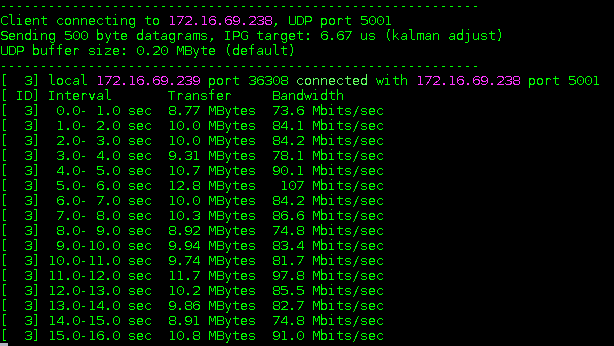 ------------------------------------------------------------
Client connecting to 172.16.69.238, UDP port 5001
Sending 500 byte datagrams, IPG target: 6.67 us (kalman adjust)
UDP buffer size: 0.20 MByte (default)
------------------------------------------------------------
[  3] local 172.16.69.239 port 36308 connected with 172.16.69.238 port 5001
[ ID] Interval       Transfer     Bandwidth
[  3]  0.0- 1.0 sec  8.77 MBytes  73.6 Mbits/sec
[  3]  1.0- 2.0 sec  10.0 MBytes  84.1 Mbits/sec
[  3]  2.0- 3.0 sec  10.0 MBytes  84.2 Mbits/sec
[  3]  3.0- 4.0 sec  9.31 MBytes  78.1 Mbits/sec
[  3]  4.0- 5.0 sec  10.7 MBytes  90.1 Mbits/sec
[  3]  5.0- 6.0 sec  12.8 MBytes   107 Mbits/sec
[  3]  6.0- 7.0 sec  10.0 MBytes  84.2 Mbits/sec
[  3]  7.0- 8.0 sec  10.3 MBytes  86.6 Mbits/sec
[  3]  8.0- 9.0 sec  8.92 MBytes  74.8 Mbits/sec
[  3]  9.0-10.0 sec  9.94 MBytes  83.4 Mbits/sec
[  3] 10.0-11.0 sec  9.74 MBytes  81.7 Mbits/sec
[  3] 11.0-12.0 sec  11.7 MBytes  97.8 Mbits/sec
[  3] 12.0-13.0 sec  10.2 MBytes  85.5 Mbits/sec
[  3] 13.0-14.0 sec  9.86 MBytes  82.7 Mbits/sec
[  3] 14.0-15.0 sec  8.91 MBytes  74.8 Mbits/sec
[  3] 15.0-16.0 sec  10.8 MBytes  91.0 Mbits/sec